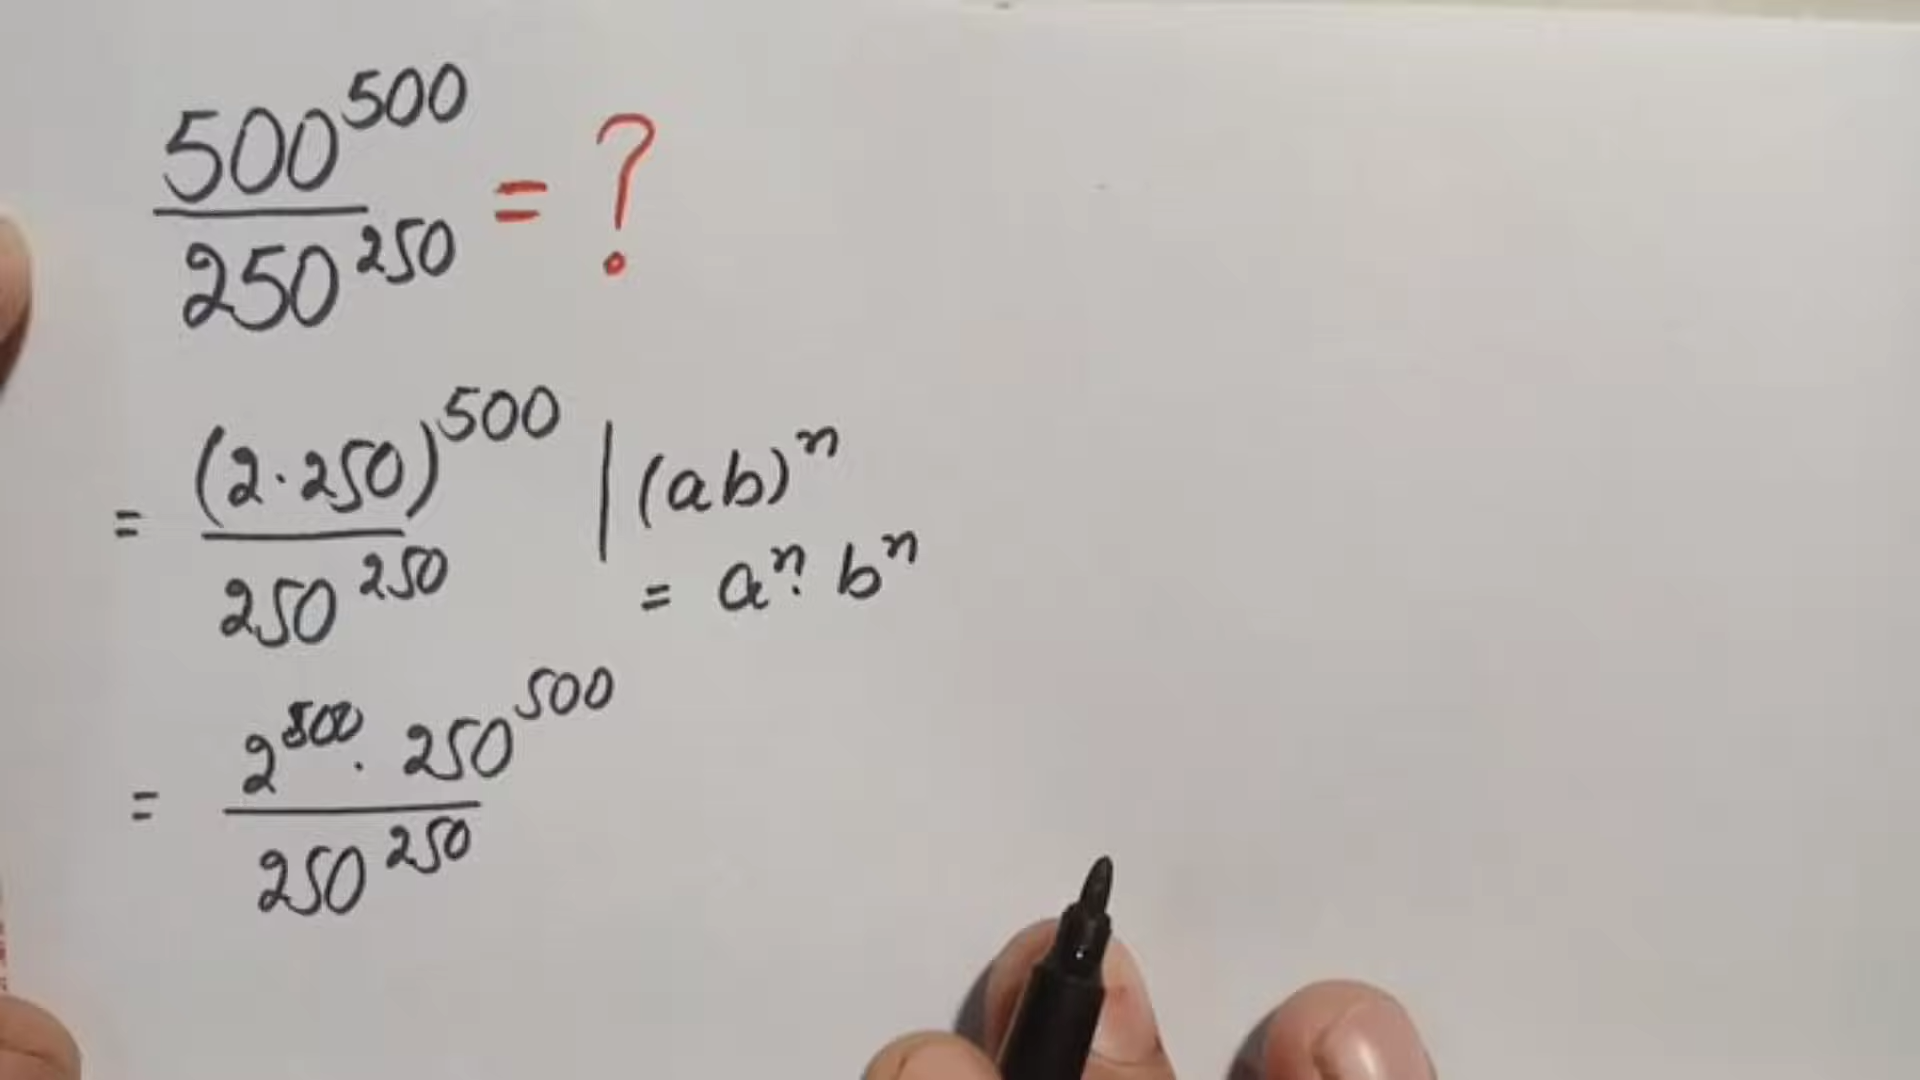 500^500 / 250^250 = ?
= (2·250)^500 / 250^250 | (ab)^n
= a^n · b^n
= 2^500 · 250^500 / 250^250